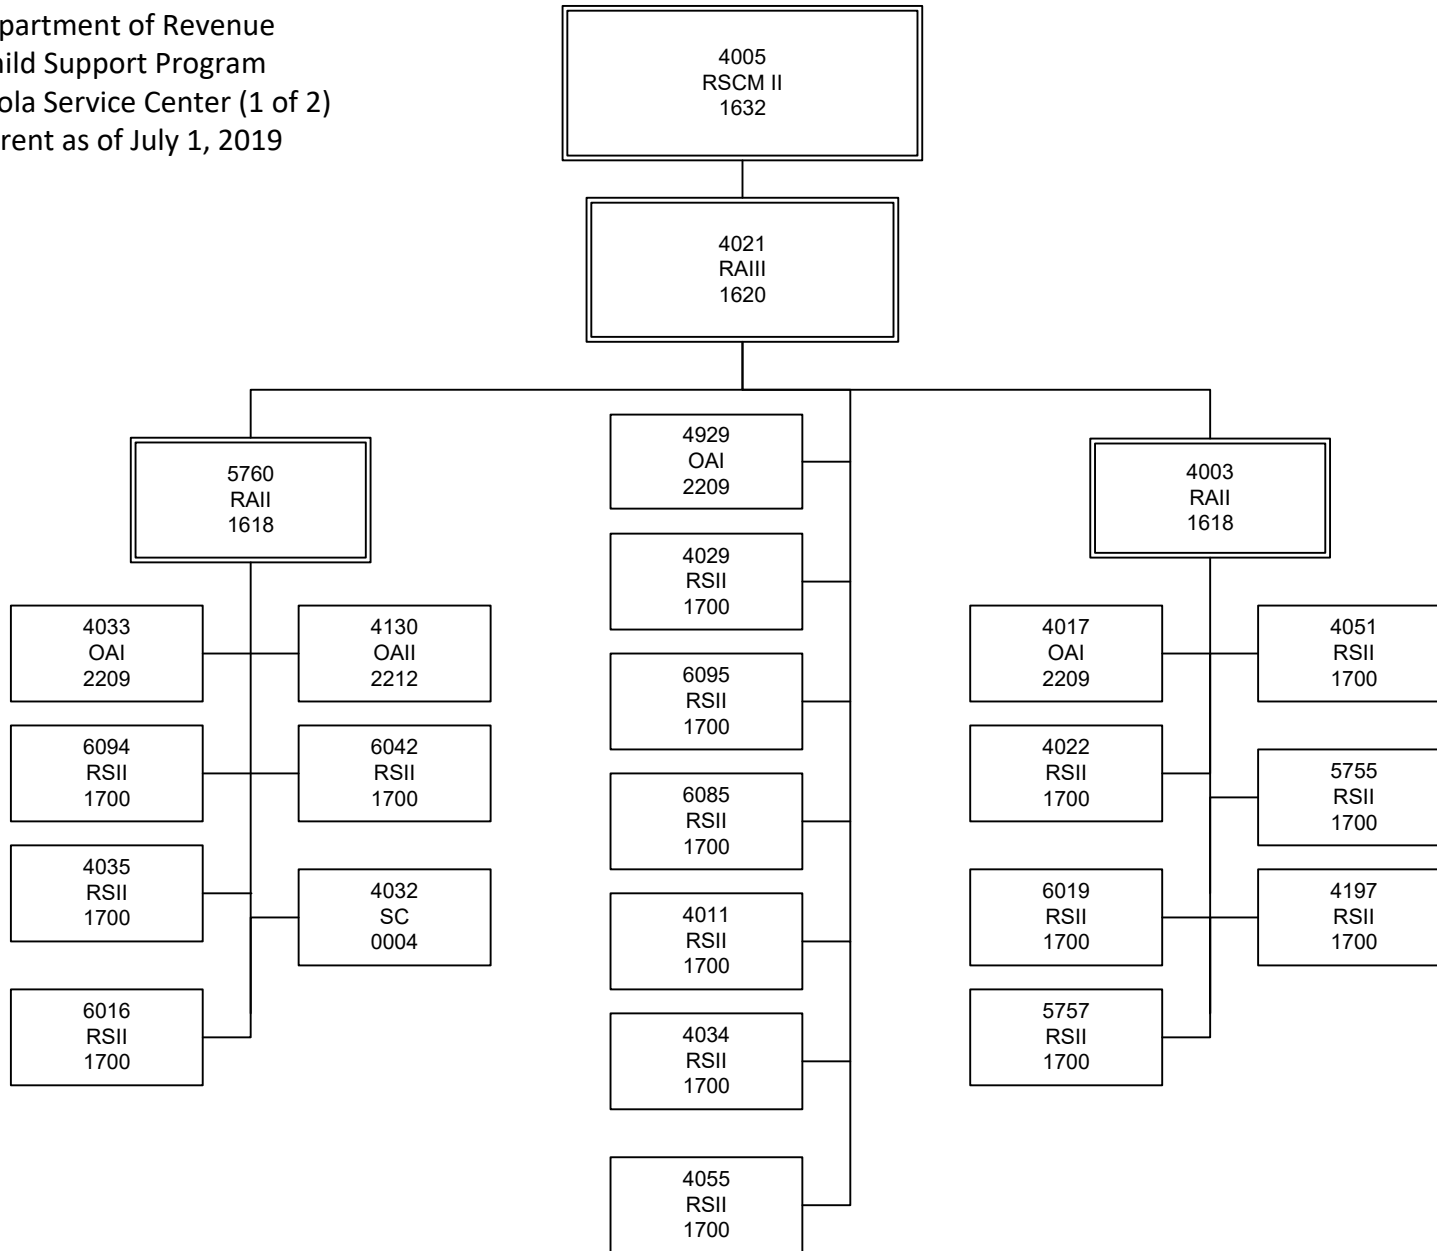 partment of Revenue
ild Support Program
ola Service Center (1 of 2)
rent as of July 1, 2019
4005
RSCM II
1632
4021
RAIII
1620
5760
RAII
1618
4033
OAI
2209
4130
OAII
2212
6094
RSII
1700
6042
RSII
1700
4035
RSII
1700
4032
SC
0004
6016
RSII
1700
4929
OAI
2209
4029
RSII
1700
6095
RSII
1700
6085
RSII
1700
4011
RSII
1700
4034
RSII
1700
4055
RSII
1700
4003
RAII
1618
4017
OAI
2209
4051
RSII
1700
4022
RSII
1700
5755
RSII
1700
6019
RSII
1700
4197
RSII
1700
5757
RSII
1700